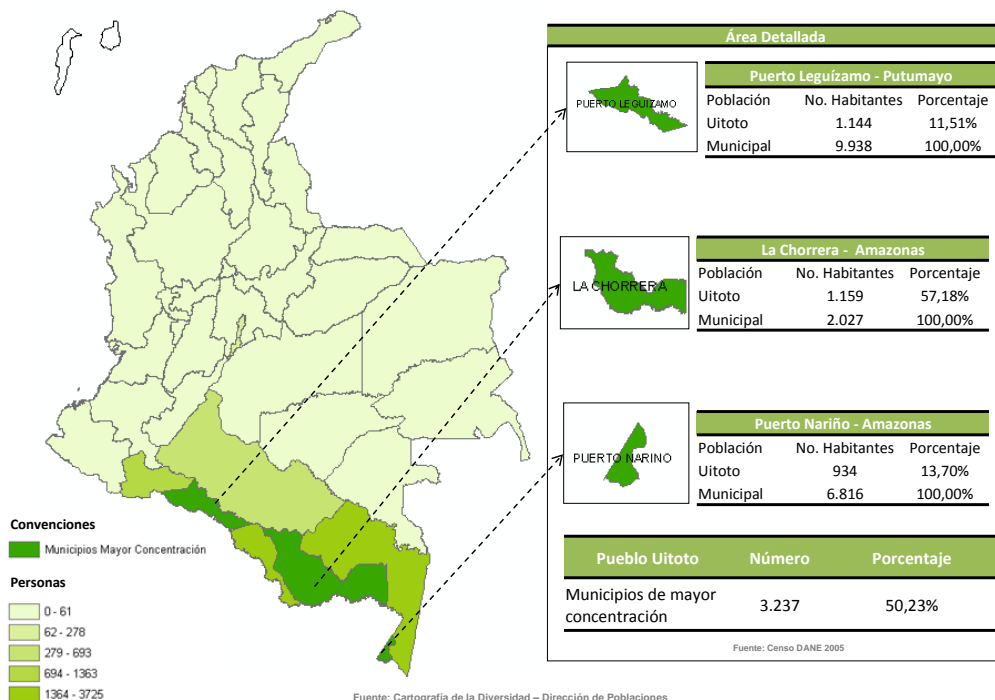 Área Detallada
PUERTO LEGUÍZAMO
Puerto Leguízamo - Putumayo
Población No. Habitantes Porcentaje
Uitoto 1.144 11,51%
Municipal 9.938 100,00%
LA CHORRERA
La Chorrera - Amazonas
Población No. Habitantes Porcentaje
Uitoto 1.159 57,18%
Municipal 2.027 100,00%
PUERTO NARIÑO
Puerto Nariño - Amazonas
Población No. Habitantes Porcentaje
Uitoto 934 13,70%
Municipal 6.816 100,00%
Pueblo Uitoto Número Porcentaje
Municipios de mayor
concentración 3.237 50,23%
Fuente: Censo DANE 2005
Convenciones
Municipios Mayor Concentración
Personas
0 - 61
62 - 278
279 - 693
694 - 1363
1364 - 3725
Fuente: Cartografía de la Diversidad – Dirección de Poblaciones